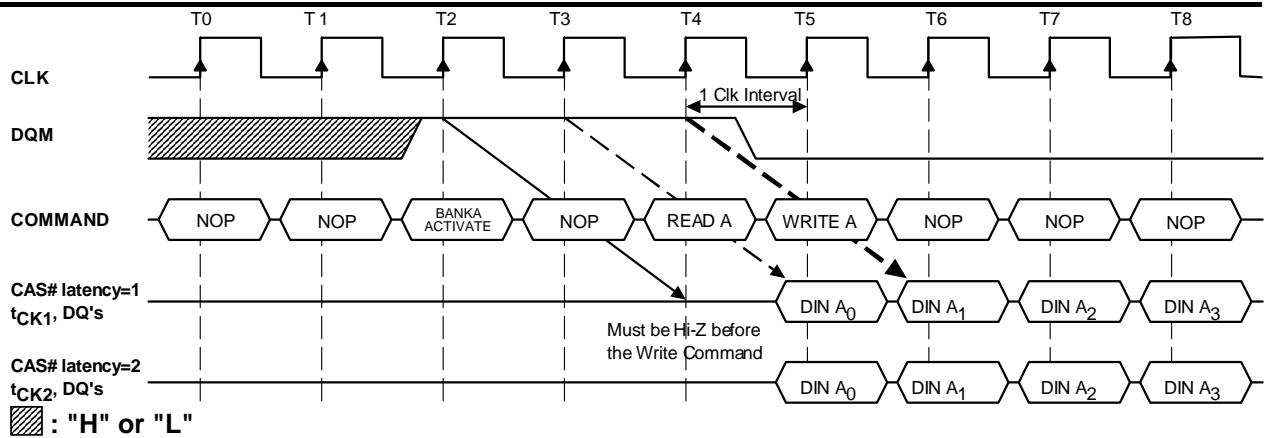 T0 T1 T2 T3 T4 T5 T6 T7 T8
CLK
1 Clk Interval
DQM
COMMAND
NOP NOP BANKA ACTIVATE NOP READ A WRITE A NOP NOP NOP
CAS# latency=1
tCK1, DQ's
DIN A0 DIN A1 DIN A2 DIN A3
Must be Hi-Z before
the Write Command
CAS# latency=2
tCK2, DQ's
DIN A0 DIN A1 DIN A2 DIN A3
: "H" or "L"